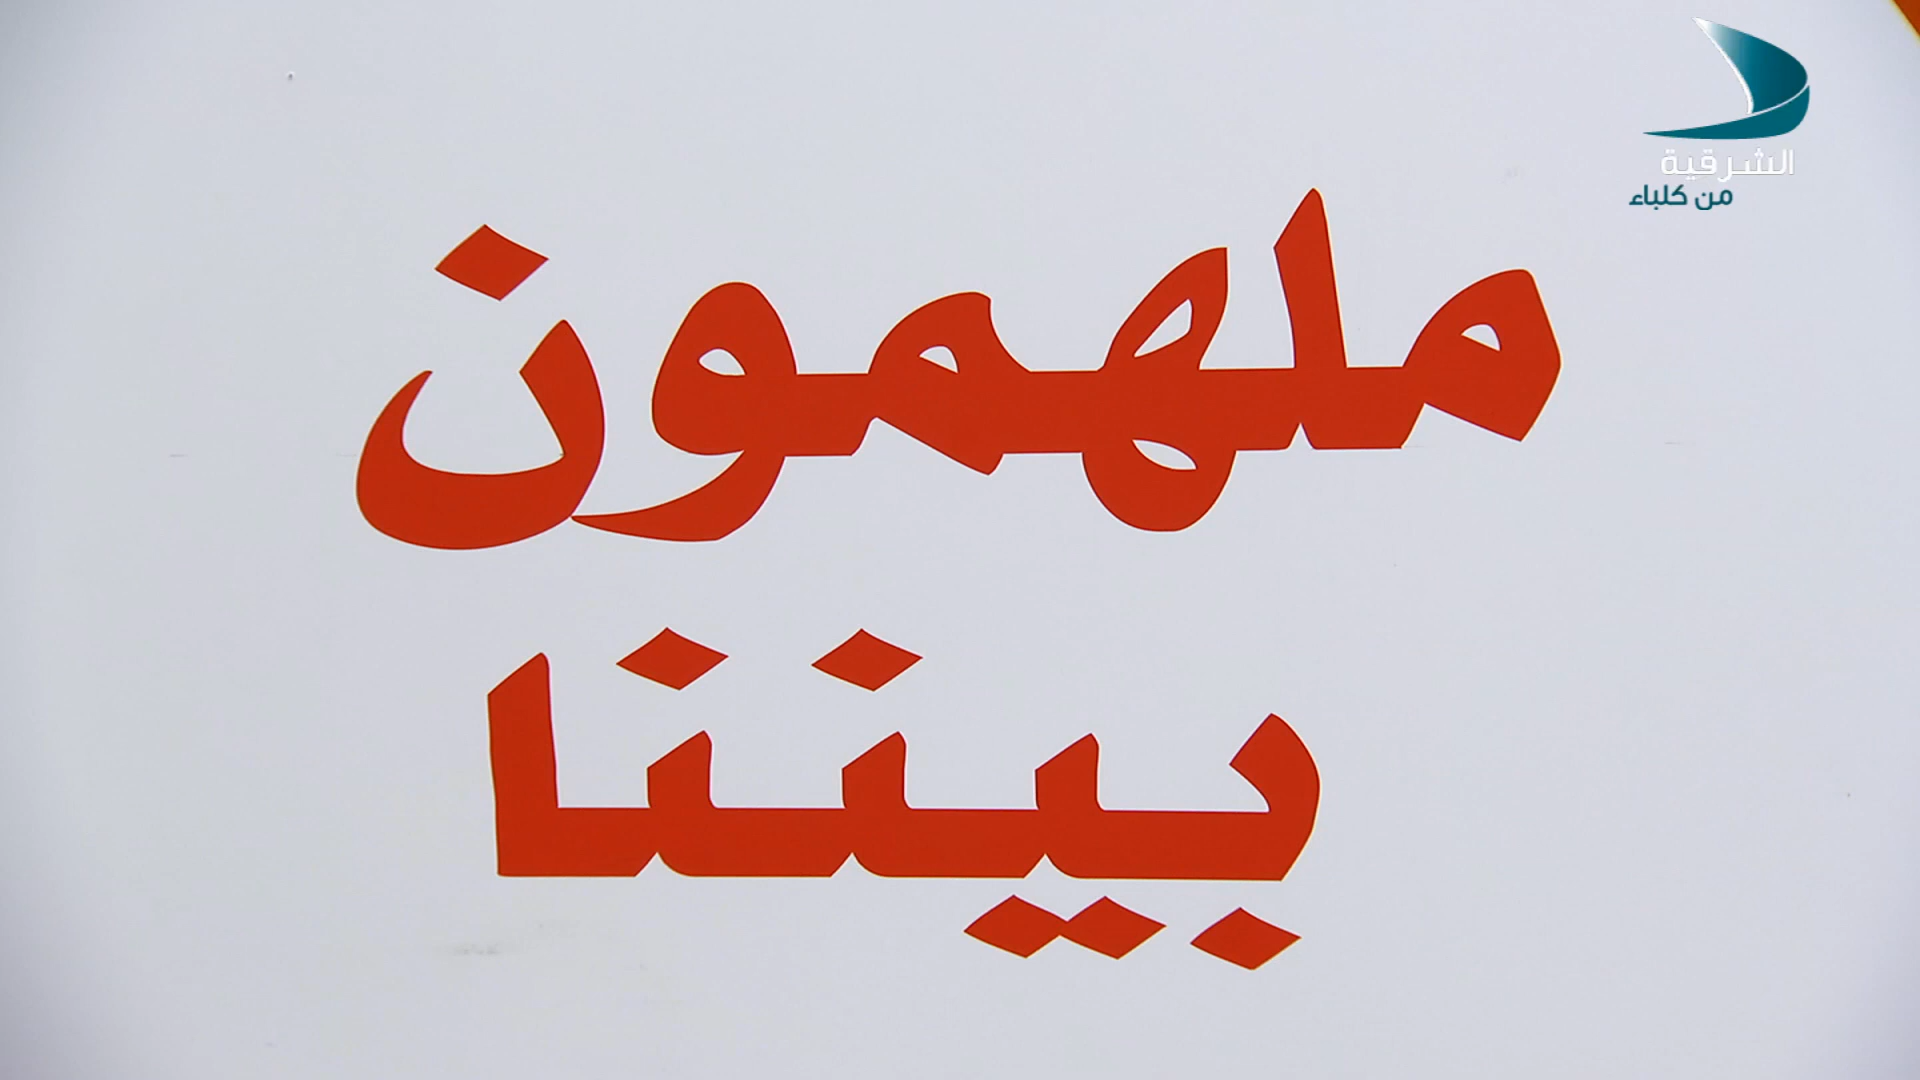 الشرقية
من كلباء
ملهمون
بيننا